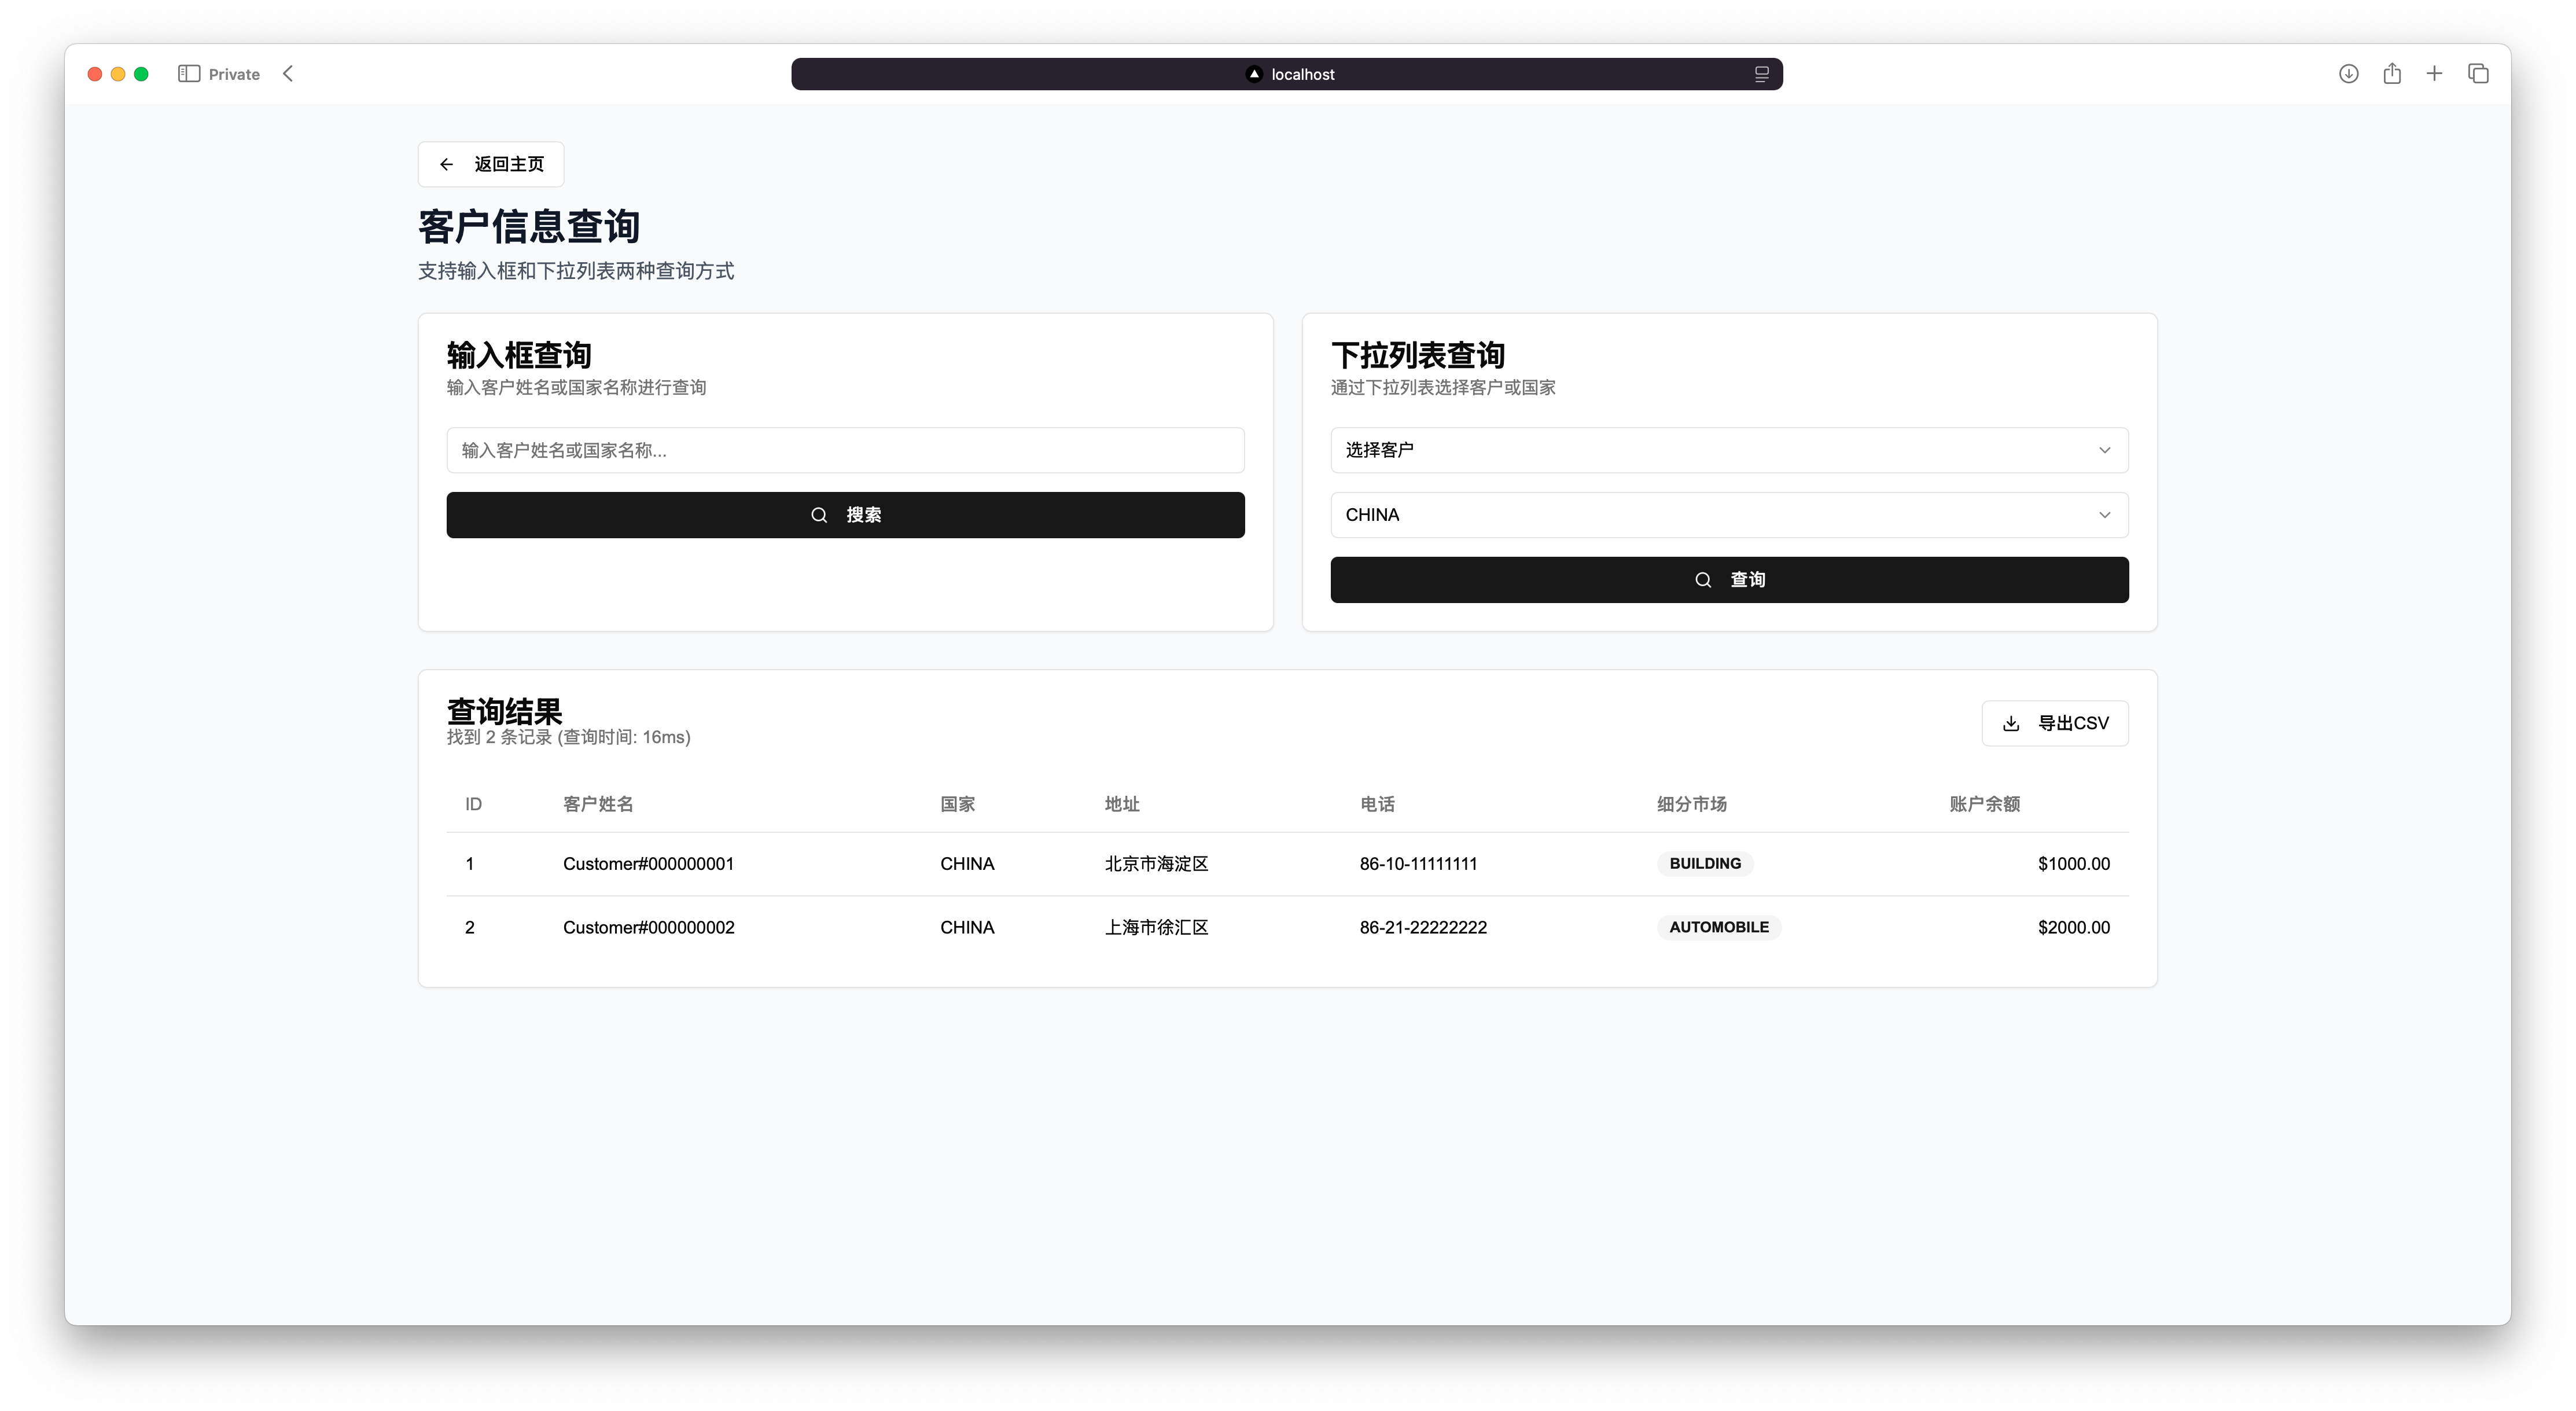 Private
localhost
返回主页
客户信息查询
支持输入框和下拉列表两种查询方式
输入框查询
输入客户姓名或国家名称进行查询
输入客户姓名或国家名称...
搜索
下拉列表查询
通过下拉列表选择客户或国家
选择客户
CHINA
查询
查询结果
找到 2 条记录 (查询时间: 16ms)
导出CSV
ID 客户姓名 国家 地址 电话 细分市场 账户余额
1 Customer#000000001 CHINA 北京市海淀区 86-10-11111111 BUILDING $1000.00
2 Customer#000000002 CHINA 上海市徐汇区 86-21-22222222 AUTOMOBILE $2000.00